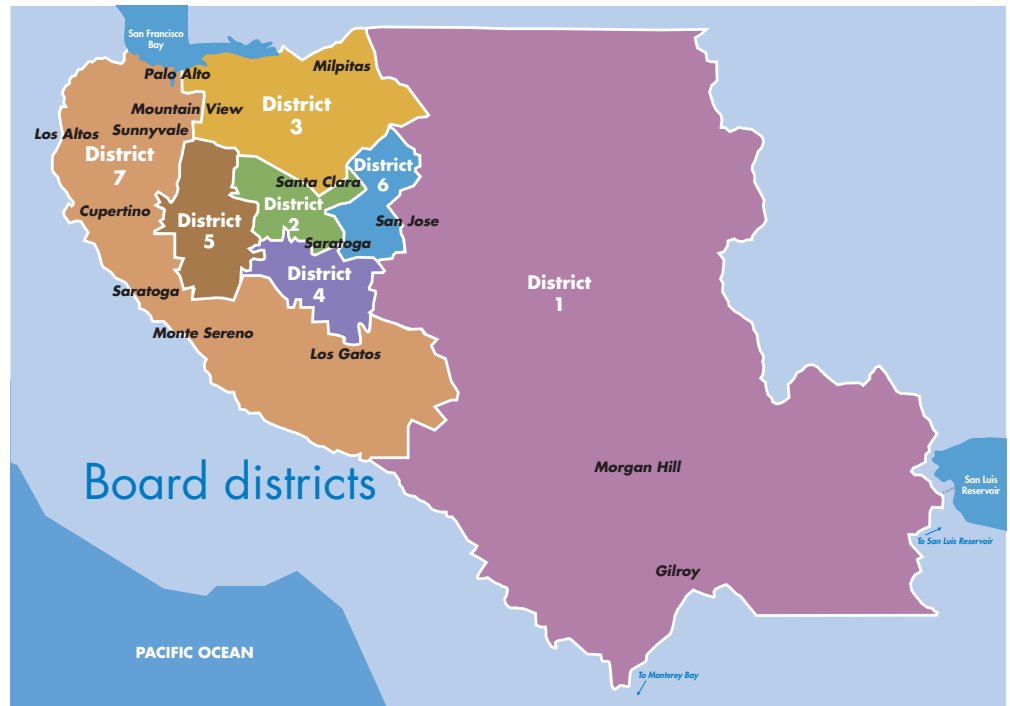 San Francisco
Bay
Palo Alto
Milpitas
Mountain View
District
3
Los Altos
Sunnyvale
District
7
District
6
Santa Clara
Cupertino
District
5
District
2
San Jose
Saratoga
District
4
District
1
Saratoga
Monte Sereno
Los Gatos
Board districts
Morgan Hill
San Luis
Reservoir
To San Luis Reservoir
Gilroy
PACIFIC OCEAN
To Monterey Bay